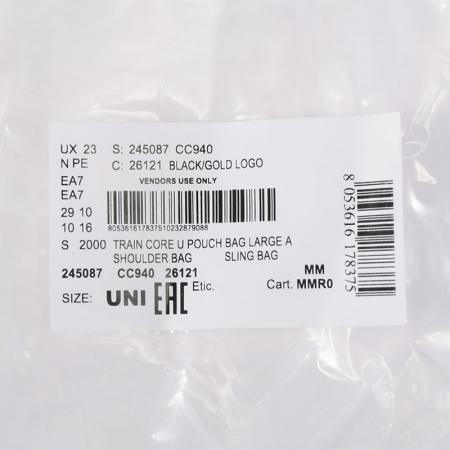 UX 23 S: 245087 CC940
N PE C: 26121 BLACK/GOLD LOGO
EA7 VENDORS USE ONLY
EA7
29 10
10 16 8053616178375102328790​88
S 2000 TRAIN CORE U POUCH BAG LARGE A
SHOULDER BAG SLING BAG
245087 CC940 26121 MM
SIZE: UNI EAC Etic. Cart. MMR0
8 053616 178375